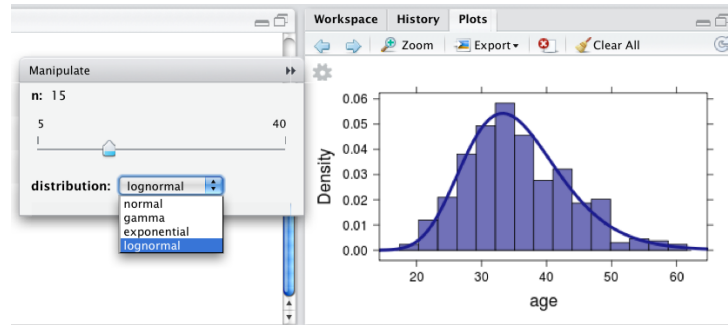 Manipulate
n: 15
5 40
distribution: lognormal
normal
gamma
exponential
lognormal
Workspace History Plots
Zoom Export Clear All
Density
0.06
0.05
0.04
0.03
0.02
0.01
0.00
20 30 40 50 60
age